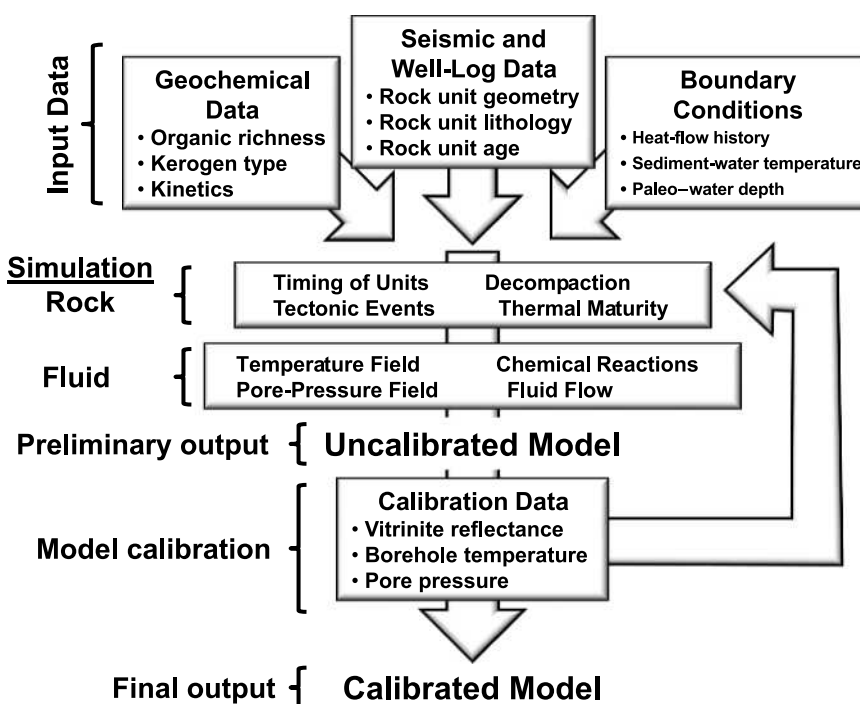 Input Data
Geochemical
Data
• Organic richness
• Kerogen type
• Kinetics
Seismic and
Well-Log Data
• Rock unit geometry
• Rock unit lithology
• Rock unit age
Boundary
Conditions
• Heat-flow history
• Sediment-water temperature
• Paleo–water depth
Simulation
Rock
Timing of Units Decompaction
Tectonic Events Thermal Maturity
Fluid
Temperature Field Chemical Reactions
Pore-Pressure Field Fluid Flow
Preliminary output
Uncalibrated Model
Model calibration
Calibration Data
• Vitrinite reflectance
• Borehole temperature
• Pore pressure
Final output
Calibrated Model